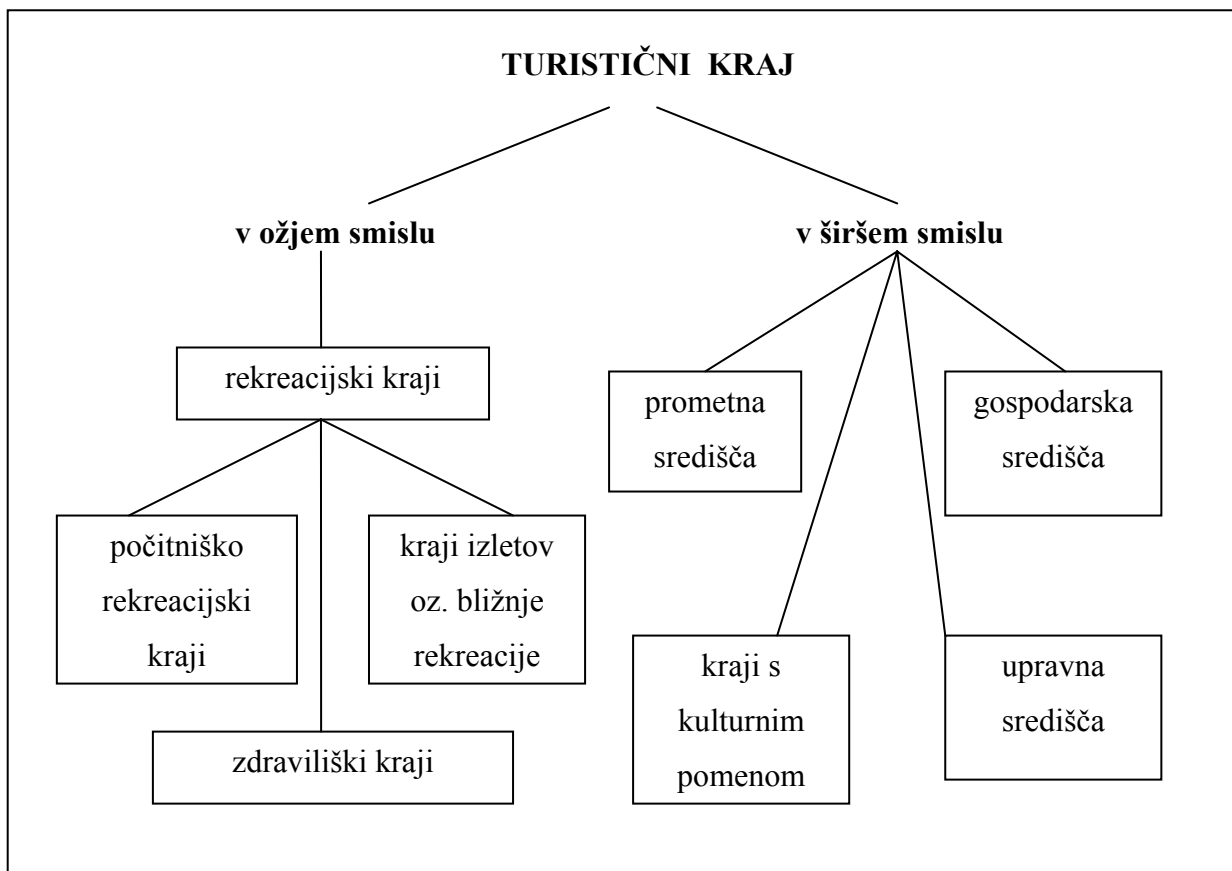 TURISTIČNI KRAJ
v ožjem smislu
v širšem smislu
rekreacijski kraji
prometna
središča
gospodarska
središča
počitniško
rekreacijski
kraji
kraji izletov
oz. bližnje
rekreacije
zdraviliški kraji
kraji s
kulturnim
pomenom
upravna
središča